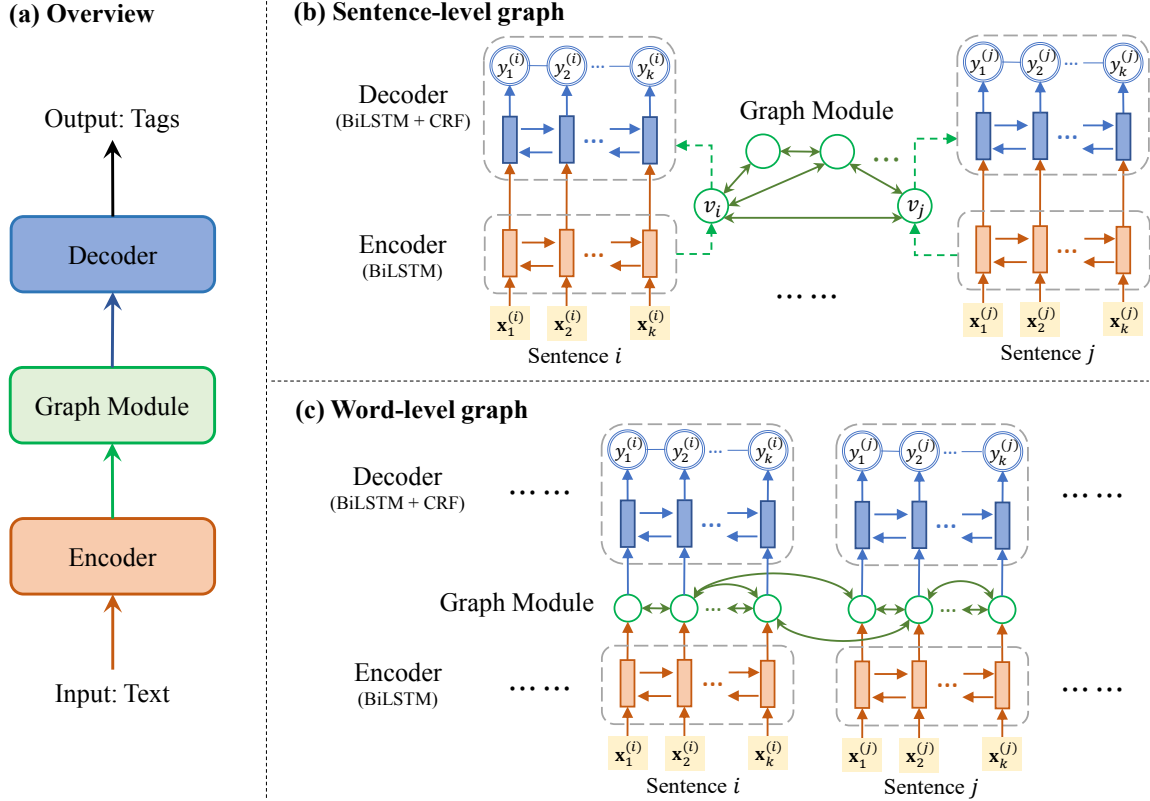 (a) Overview
Output: Tags
Decoder
Graph Module
Encoder
Input: Text
(b) Sentence-level graph
y₁⁽ⁱ⁾ y₂⁽ⁱ⁾ ... yₖ⁽ⁱ⁾
y₁⁽ʲ⁾ y₂⁽ʲ⁾ ... yₖ⁽ʲ⁾
Decoder
(BiLSTM + CRF)
...
Graph Module
...
...
vᵢ
vⱼ
Encoder
(BiLSTM)
...
...
... ...
x₁⁽ⁱ⁾ x₂⁽ⁱ⁾ xₖ⁽ⁱ⁾
x₁⁽ʲ⁾ x₂⁽ʲ⁾ xₖ⁽ʲ⁾
Sentence i
Sentence j
(c) Word-level graph
y₁⁽ⁱ⁾ y₂⁽ⁱ⁾ ... yₖ⁽ⁱ⁾
y₁⁽ʲ⁾ y₂⁽ʲ⁾ ... yₖ⁽ʲ⁾
Decoder
(BiLSTM + CRF)
... ...
...
...
... ...
Graph Module
...
...
Encoder
(BiLSTM)
... ...
...
...
... ...
x₁⁽ⁱ⁾ x₂⁽ⁱ⁾ xₖ⁽ⁱ⁾
x₁⁽ʲ⁾ x₂⁽ʲ⁾ xₖ⁽ʲ⁾
Sentence i
Sentence j